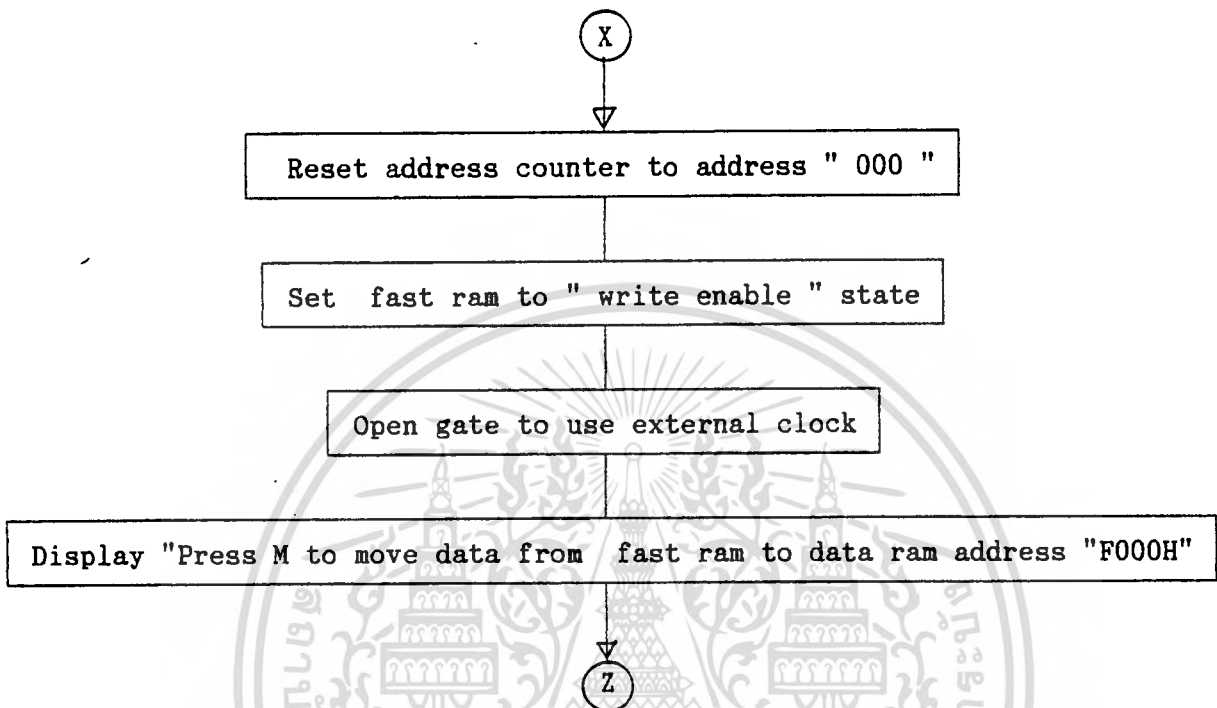 X
Reset address counter to address " 000 "
Set fast ram to " write enable " state
Open gate to use external clock
Display "Press M to move data from fast ram to data ram address "F000H"
Z